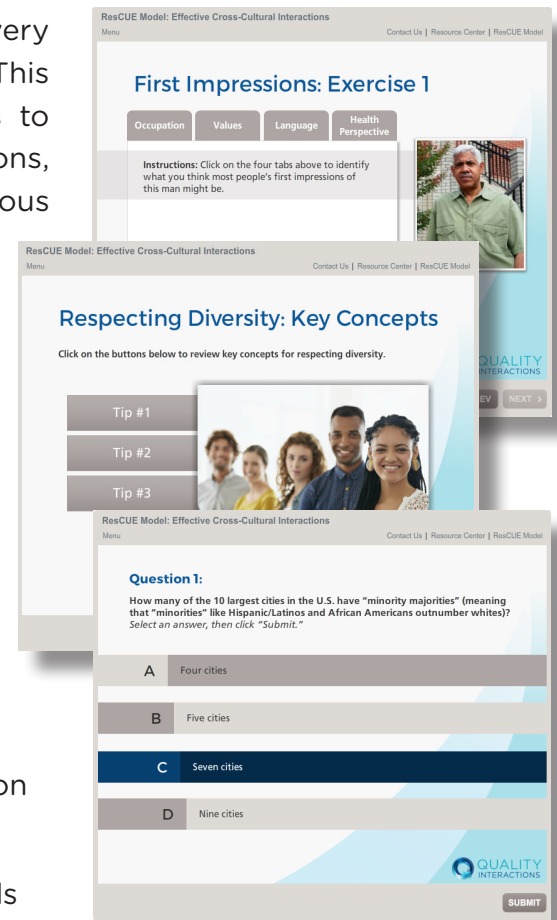 very
This
to
ons,
ous
on
ls
ResCUE Model: Effective Cross-Cultural Interactions
Menu
Contact Us | Resource Center | ResCUE Model
First Impressions: Exercise 1
Occupation
Values
Language
Health
Perspective
Instructions: Click on the four tabs above to identify
what you think most people's first impressions of
this man might be.
QUALITY
INTERACTIONS
EV
NEXT >
ResCUE Model: Effective Cross-Cultural Interactions
Menu
Contact Us | Resource Center | ResCUE Model
Respecting Diversity: Key Concepts
Click on the buttons below to review key concepts for respecting diversity.
Tip #1
Tip #2
Tip #3
ResCUE Model: Effective Cross-Cultural Interactions
Menu
Contact Us | Resource Center | ResCUE Model
Question 1:
How many of the 10 largest cities in the U.S. have “minority majorities” (meaning
that “minorities” like Hispanic/Latinos and African Americans outnumber whites)?
Select an answer, then click “Submit.”
A Four cities
B Five cities
C Seven cities
D Nine cities
QUALITY
INTERACTIONS
SUBMIT